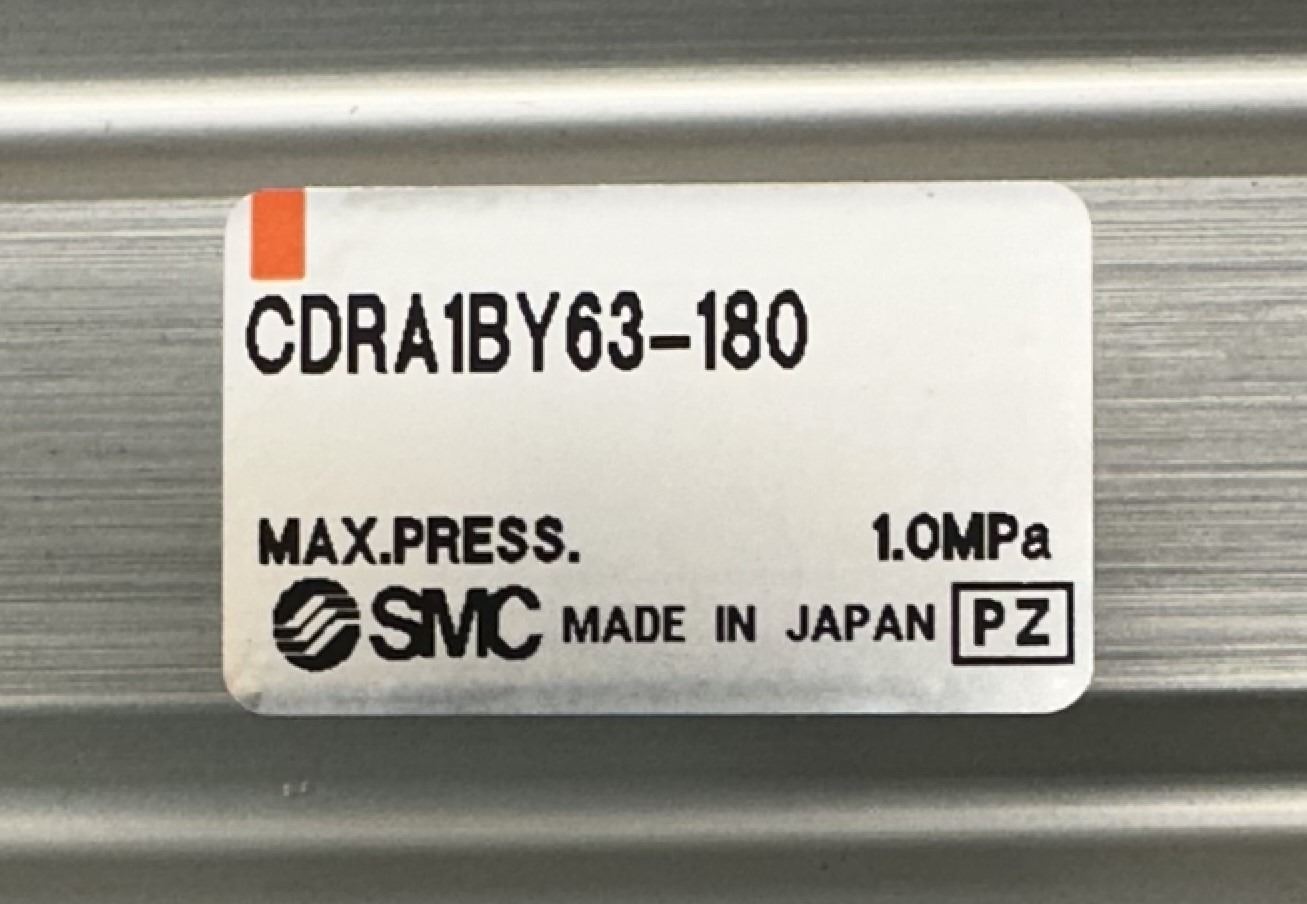 CDRA1BY63-180
MAX.PRESS. 1.0MPa
SMC MADE IN JAPAN PZ